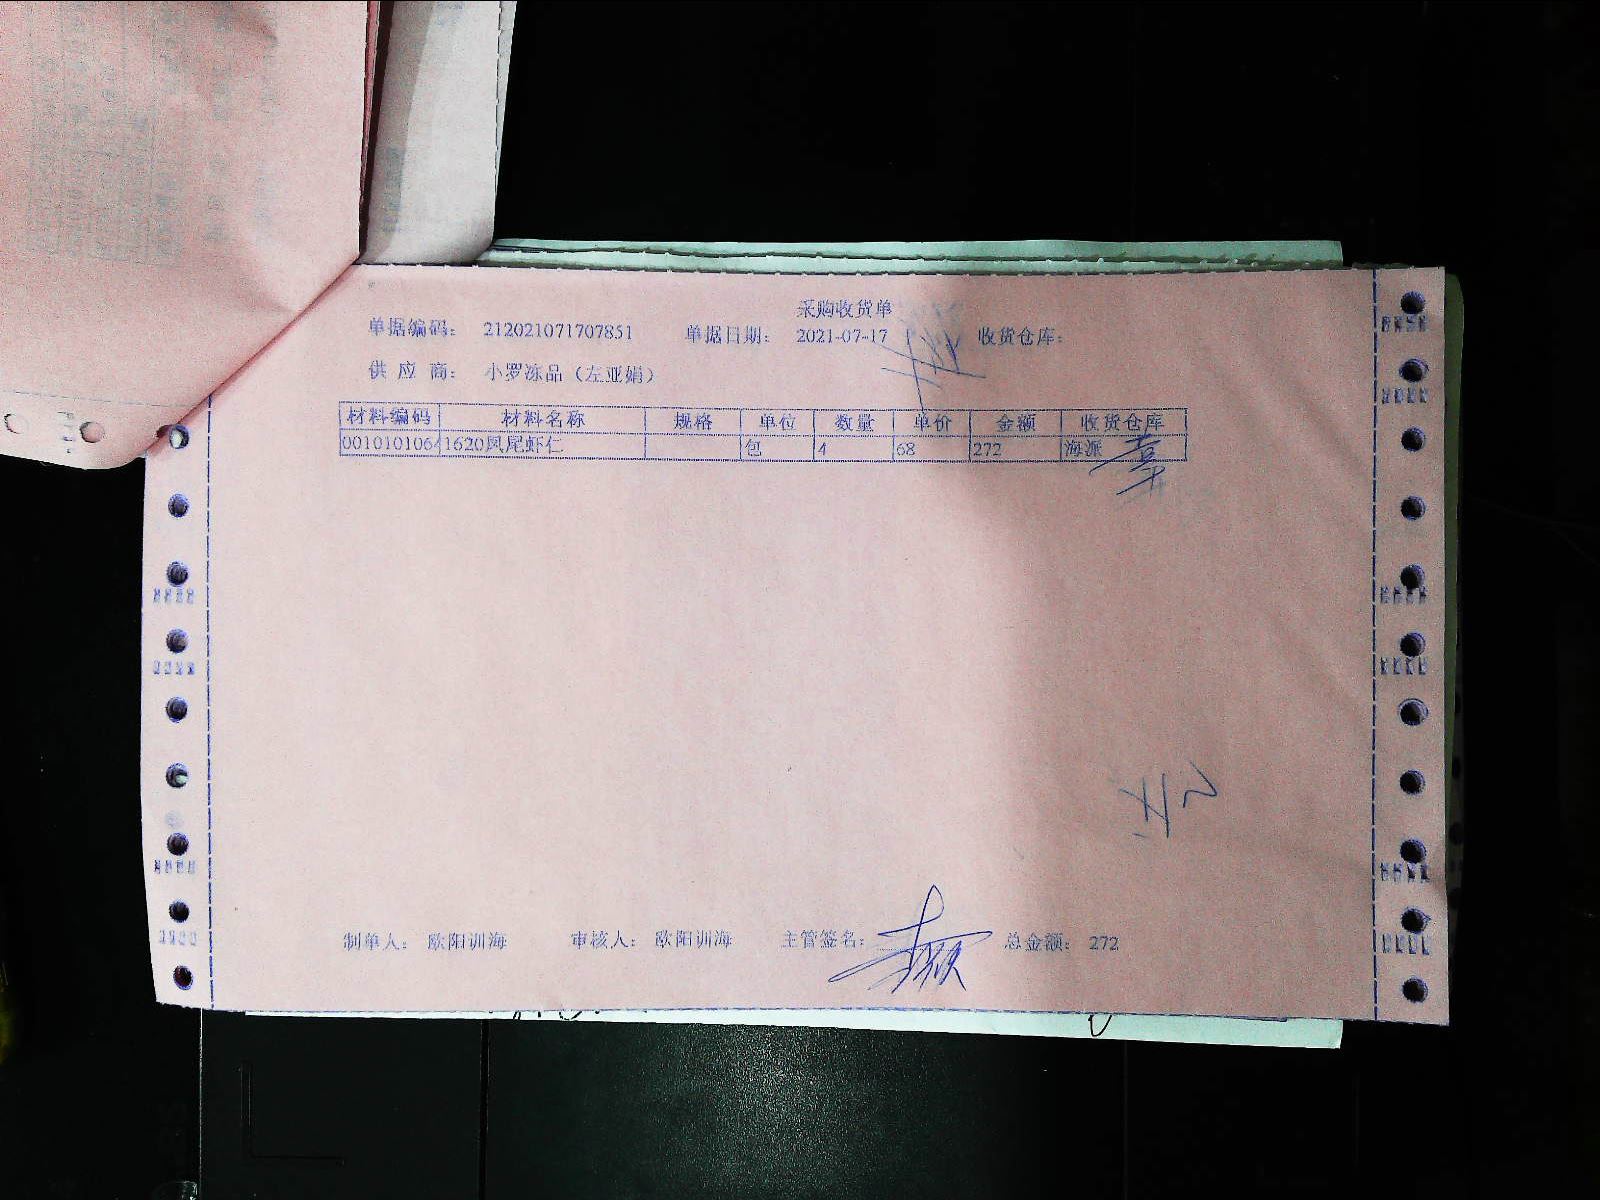 采购收货单
单据编码： 212021071707851 单据日期： 2021-07-17 收货仓库：
供 应 商： 小罗冻品（左亚娟）
材料编码 材料名称 规格 单位 数量 单价 金额 收货仓库
0010101064 1620凤尾虾仁 包 4 68 272 海派
制单人： 欧阳训海 审核人： 欧阳训海 主管签名： 总金额： 272